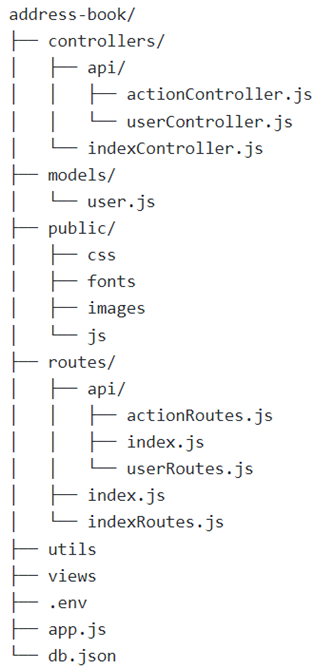 address-book/
├── controllers/
│   ├── api/
│   │   ├── actionController.js
│   │   └── userController.js
│   └── indexController.js
├── models/
│   └── user.js
├── public/
│   ├── css
│   ├── fonts
│   ├── images
│   └── js
├── routes/
│   ├── api/
│   │   ├── actionRoutes.js
│   │   ├── index.js
│   │   └── userRoutes.js
│   ├── index.js
│   └── indexRoutes.js
├── utils
├── views
├── .env
├── app.js
└── db.json